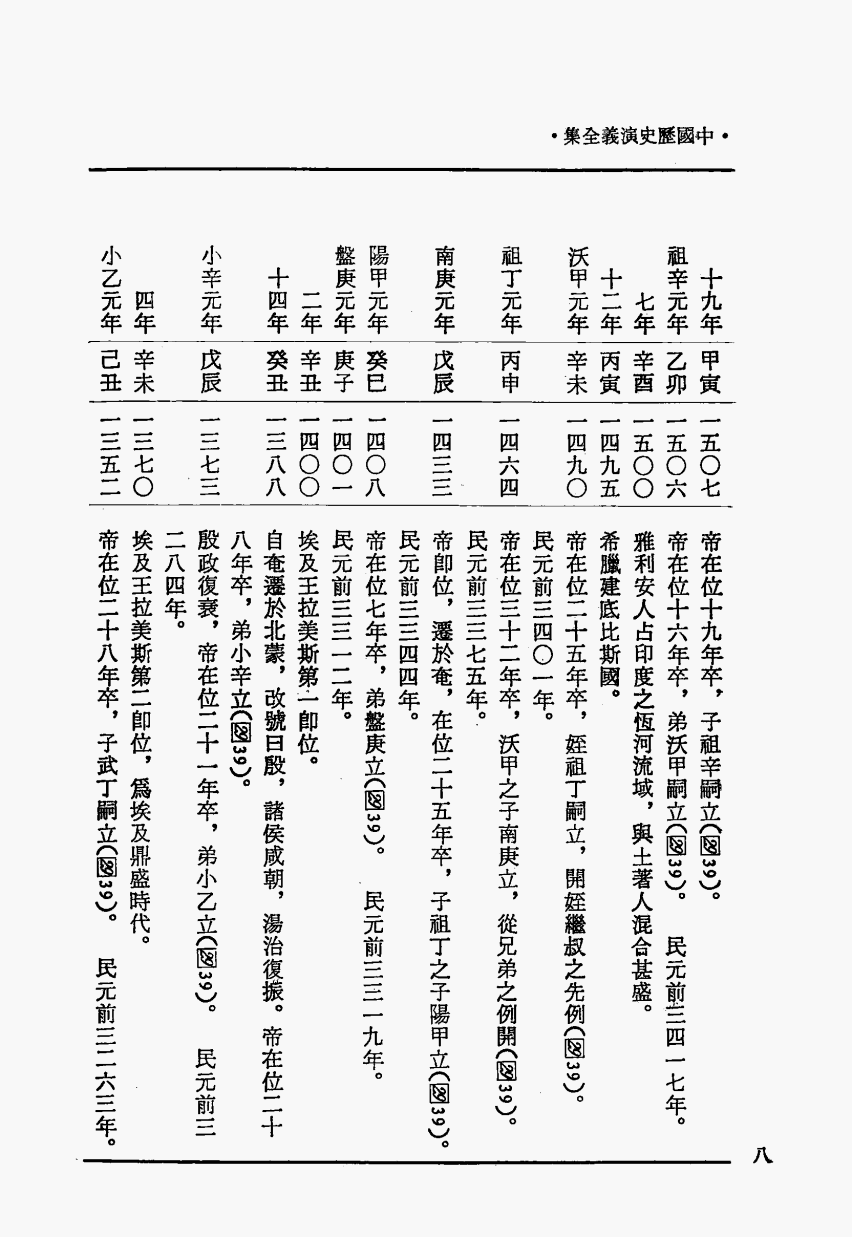 ・中國歷史演義全集・
十九年 甲寅 一五〇七 帝在位十九年卒，子祖辛嗣立(図39)。
祖辛元年 乙卯 一五〇六 帝在位十六年卒，弟沃甲嗣立(図39)。 民元前三四一七年。
七年 辛酉 一五〇〇 雅利安人占印度之恆河流域，與土著人混合甚盛。
十二年 丙寅 一四九五 希臘建底比斯國。
沃甲元年 辛未 一四九〇 帝在位二十五年卒，姪祖丁嗣立，開姪繼叔之先例(図39)。
民元前三四〇一年。
祖丁元年 丙申 一四六四 帝在位三十二年卒，沃甲之子南庚立，從兄弟之例開(図39)。
民元前三三七五年。
南庚元年 戊辰 一四三三 帝卽位，遷於奄，在位二十五年卒，子祖丁之子陽甲立(図39)。
民元前三三四四年。
陽甲元年 癸巳 一四〇八 帝在位七年卒，弟盤庚立(図39)。 民元前三三一九年。
盤庚元年 庚子 一四〇一 民元前三三一二年。
二年 辛丑 一四〇〇 埃及王拉美斯第一卽位。
十四年 癸丑 一三八八 自奄遷於北蒙，改號曰殷，諸侯咸朝，湯治復振。帝在位二十
八年卒，弟小辛立(図39)。
小辛元年 戊辰 一三七三 殷政復衰，帝在位二十一年卒，弟小乙立(図39)。 民元前三
二八四年。
四年 辛未 一三七〇 埃及王拉美斯第二卽位，爲埃及鼎盛時代。
小乙元年 己丑 一三五二 帝在位二十八年卒，子武丁嗣立(図39)。 民元前三二六三年。
八